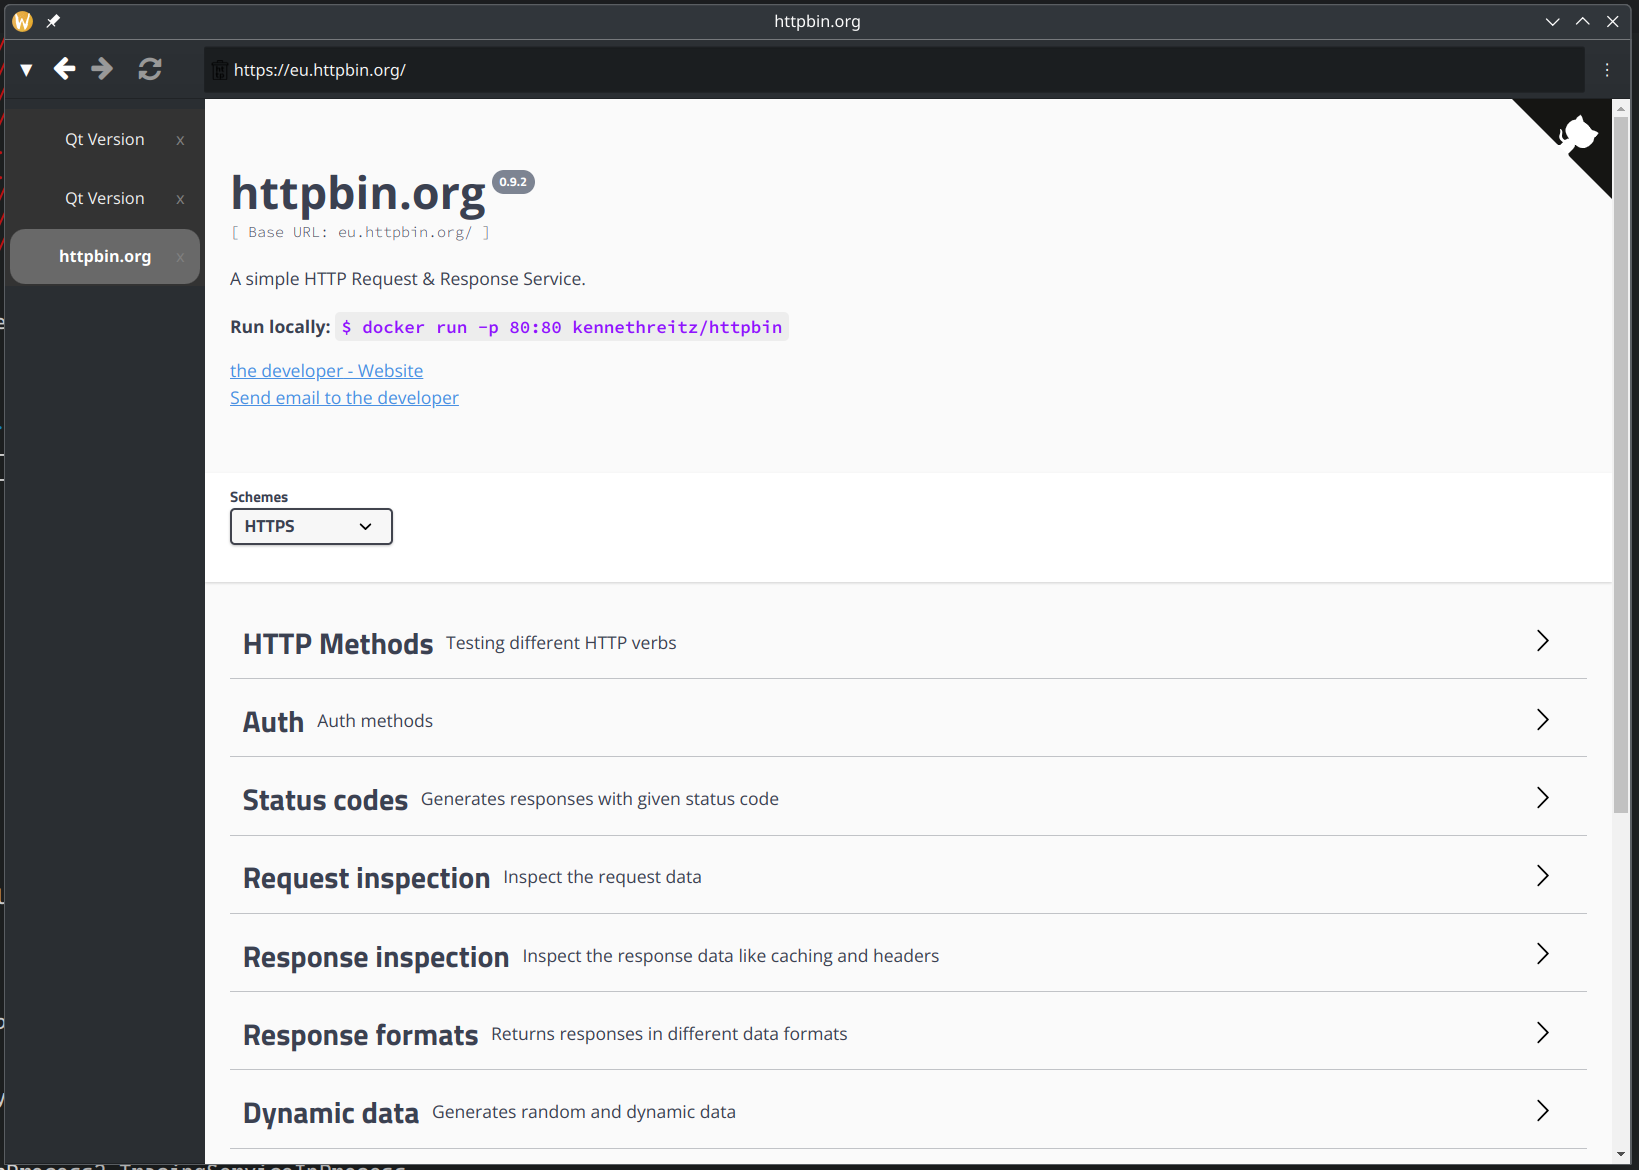 httpbin.org
https://eu.httpbin.org/
Qt Version x
Qt Version x
httpbin.org x
httpbin.org 0.9.2
[ Base URL: eu.httpbin.org/ ]
A simple HTTP Request & Response Service.
Run locally: $ docker run -p 80:80 kennethreitz/httpbin
the developer - Website
Send email to the developer
Schemes
HTTPS
HTTP Methods Testing different HTTP verbs
Auth Auth methods
Status codes Generates responses with given status code
Request inspection Inspect the request data
Response inspection Inspect the response data like caching and headers
Response formats Returns responses in different data formats
Dynamic data Generates random and dynamic data